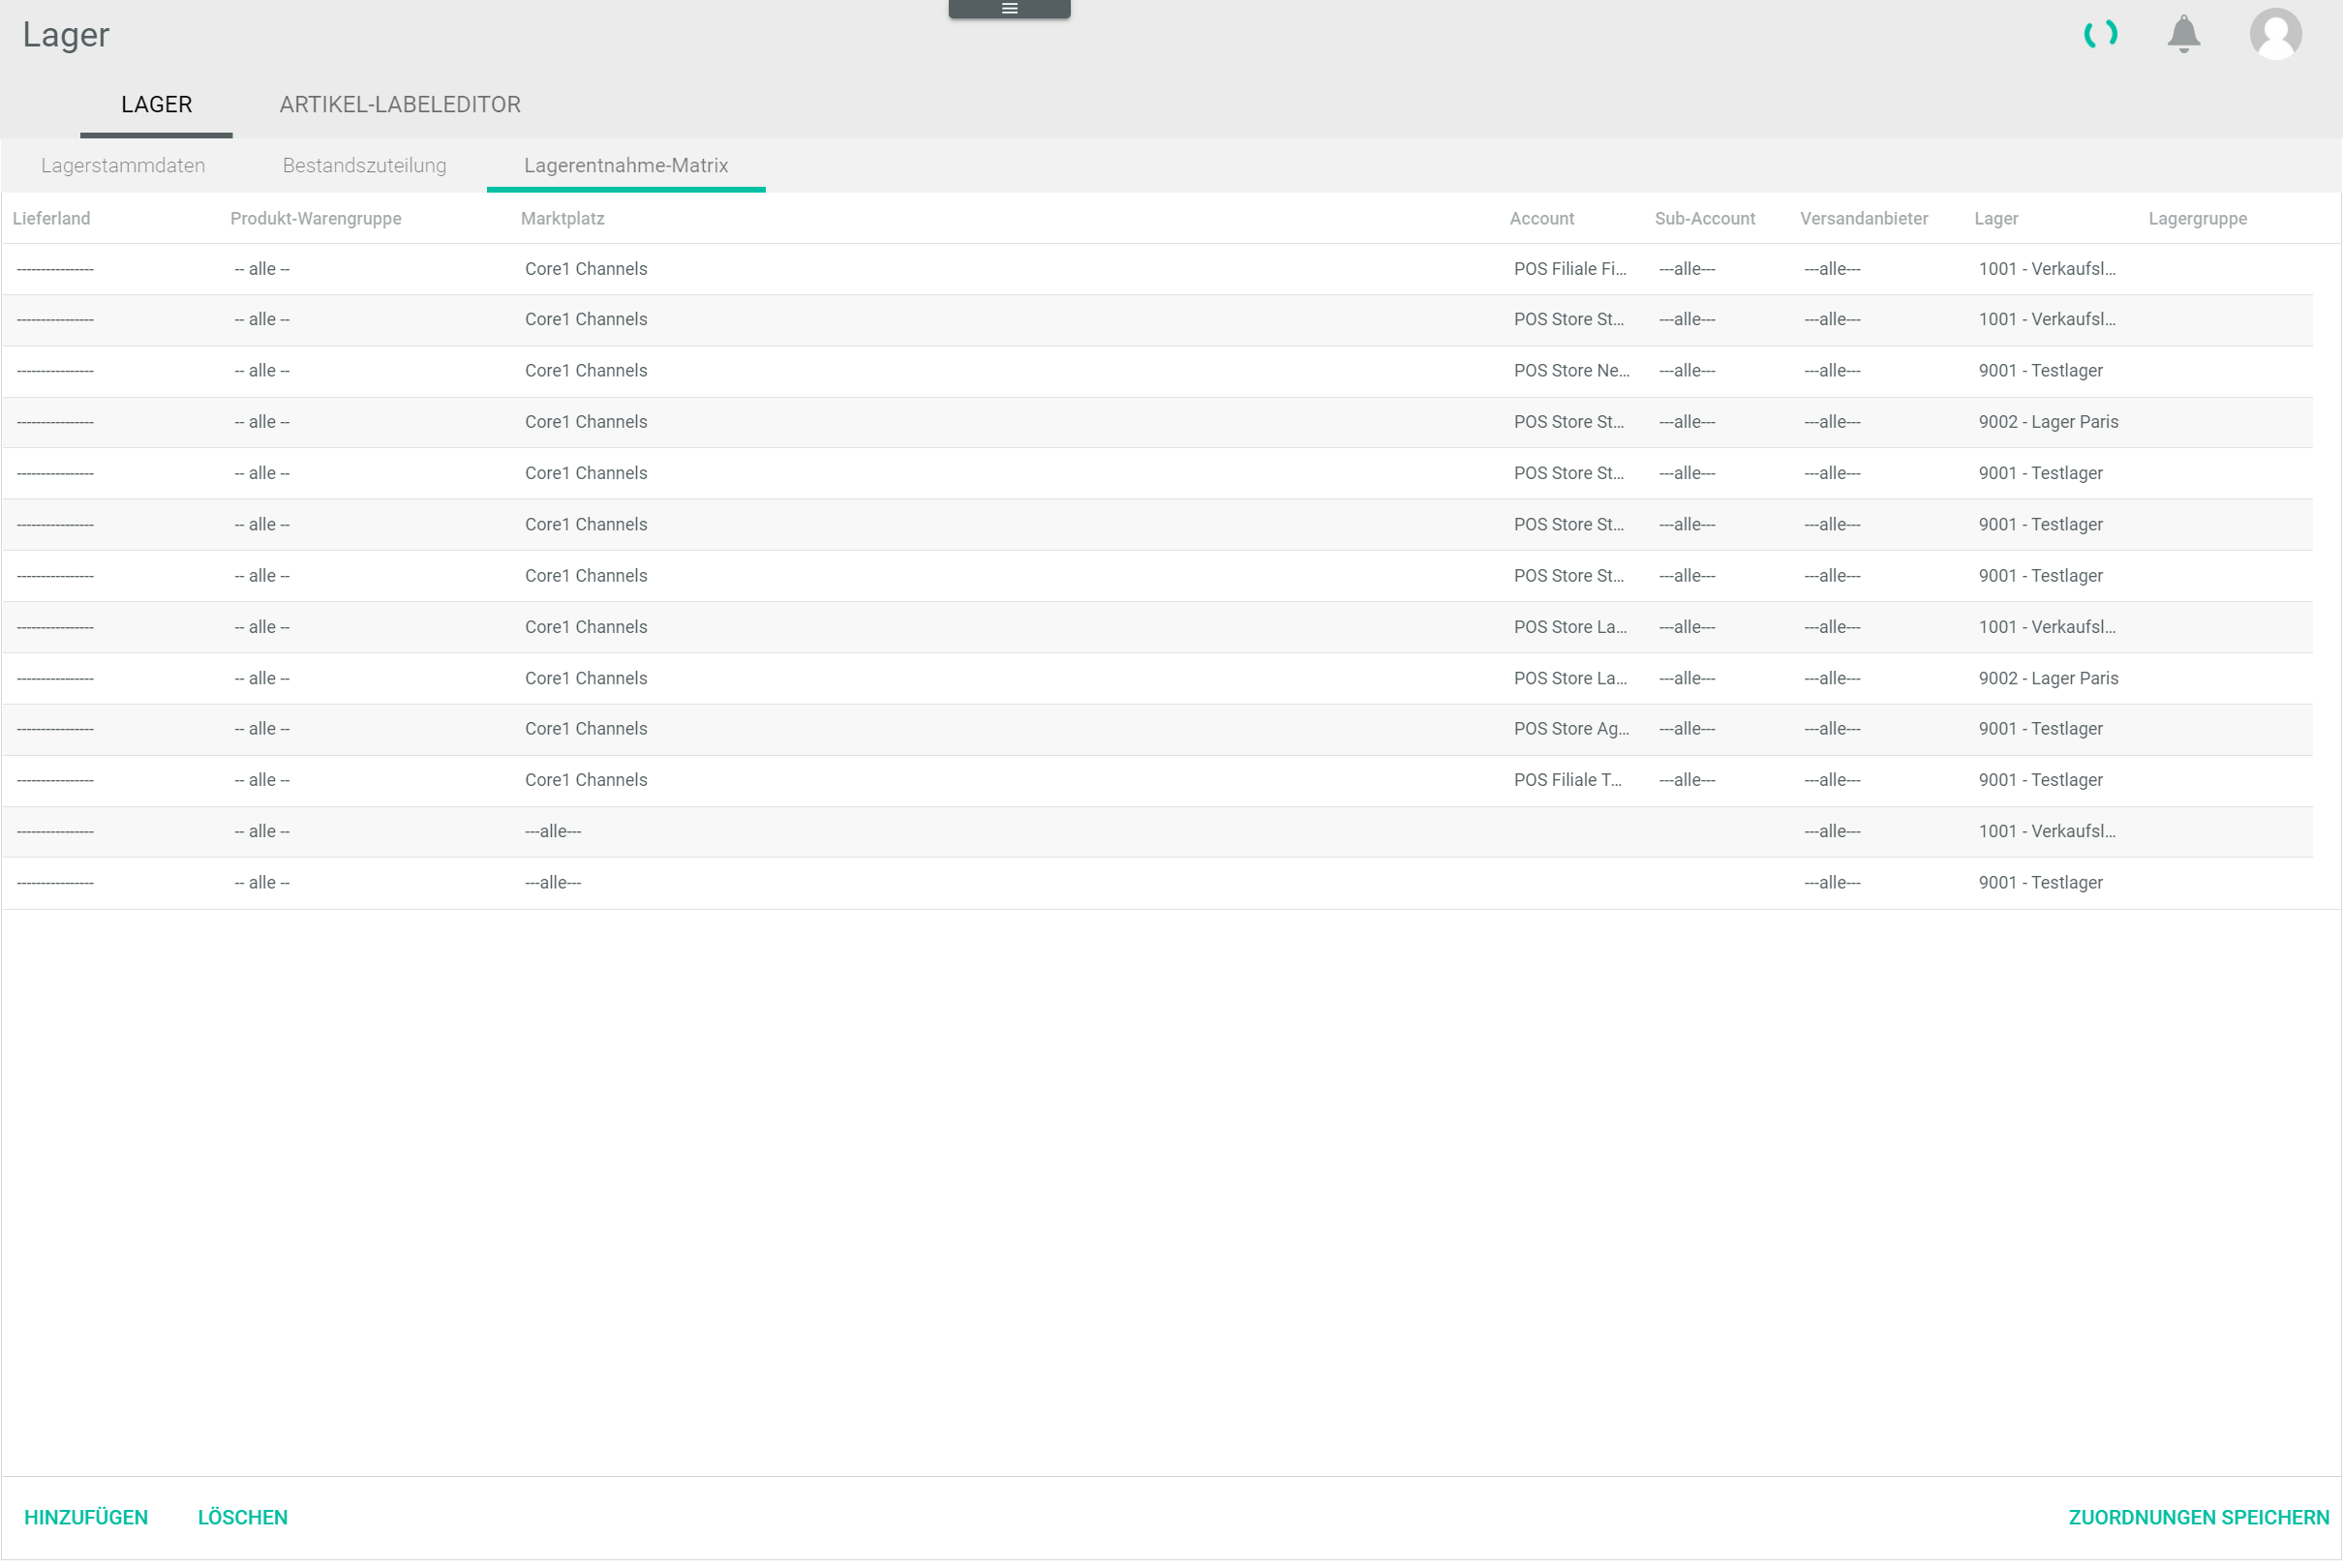 Lager
LAGER ARTIKEL-LABELEDITOR
Lagerstammdaten Bestandszuteilung Lagerentnahme-Matrix
Lieferland Produkt-Warengruppe Marktplatz Account Sub-Account Versandanbieter Lager Lagergruppe
---------------- -- alle -- Core1 Channels POS Filiale Fi... ---alle--- ---alle--- 1001 - Verkaufsl...
---------------- -- alle -- Core1 Channels POS Store St... ---alle--- ---alle--- 1001 - Verkaufsl...
---------------- -- alle -- Core1 Channels POS Store Ne... ---alle--- ---alle--- 9001 - Testlager
---------------- -- alle -- Core1 Channels POS Store St... ---alle--- ---alle--- 9002 - Lager Paris
---------------- -- alle -- Core1 Channels POS Store St... ---alle--- ---alle--- 9001 - Testlager
---------------- -- alle -- Core1 Channels POS Store St... ---alle--- ---alle--- 9001 - Testlager
---------------- -- alle -- Core1 Channels POS Store St... ---alle--- ---alle--- 9001 - Testlager
---------------- -- alle -- Core1 Channels POS Store La... ---alle--- ---alle--- 1001 - Verkaufsl...
---------------- -- alle -- Core1 Channels POS Store La... ---alle--- ---alle--- 9002 - Lager Paris
---------------- -- alle -- Core1 Channels POS Store Ag... ---alle--- ---alle--- 9001 - Testlager
---------------- -- alle -- Core1 Channels POS Filiale T... ---alle--- ---alle--- 9001 - Testlager
---------------- -- alle -- ---alle--- ---alle--- 1001 - Verkaufsl...
---------------- -- alle -- ---alle--- ---alle--- 9001 - Testlager
HINZUFÜGEN LÖSCHEN ZUORDNUNGEN SPEICHERN